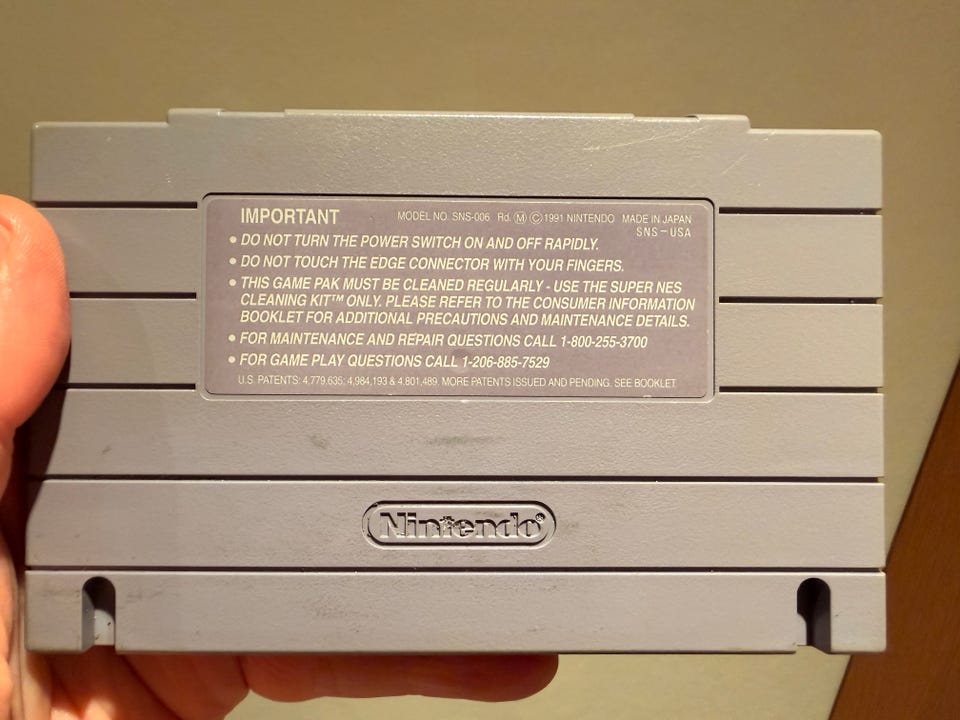 IMPORTANT MODEL NO. SNS-006 Rd. Ⓜ ©1991 NINTENDO MADE IN JAPAN
SNS-USA
• DO NOT TURN THE POWER SWITCH ON AND OFF RAPIDLY.
• DO NOT TOUCH THE EDGE CONNECTOR WITH YOUR FINGERS.
• THIS GAME PAK MUST BE CLEANED REGULARLY - USE THE SUPER NES
CLEANING KIT™ ONLY. PLEASE REFER TO THE CONSUMER INFORMATION
BOOKLET FOR ADDITIONAL PRECAUTIONS AND MAINTENANCE DETAILS.
• FOR MAINTENANCE AND REPAIR QUESTIONS CALL 1-800-255-3700
• FOR GAME PLAY QUESTIONS CALL 1-206-885-7529
U.S. PATENTS: 4,779,635; 4,984,193 & 4,801,489. MORE PATENTS ISSUED AND PENDING. SEE BOOKLET
Nintendo®